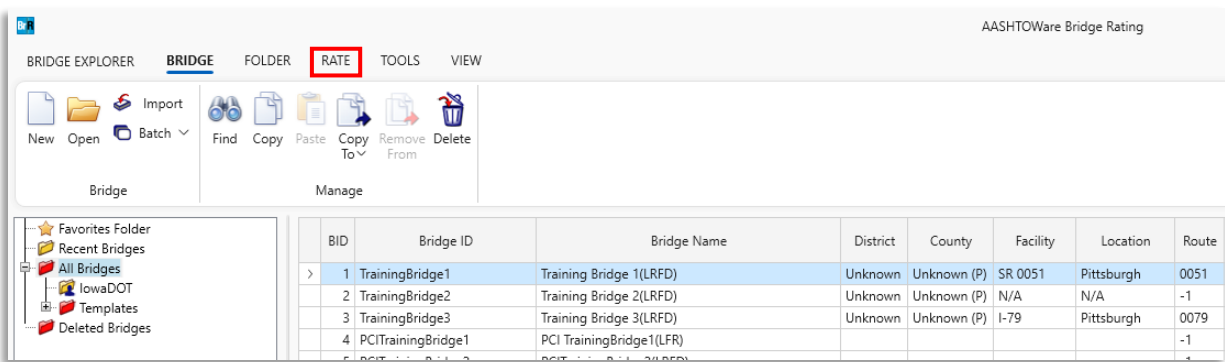 BrR
AASHTOWare Bridge Rating
BRIDGE EXPLORER BRIDGE FOLDER RATE TOOLS VIEW
New Open Import Batch Find Copy Paste Copy To Remove From Delete
Bridge Manage
Favorites Folder
Recent Bridges
All Bridges
IowaDOT
Templates
Deleted Bridges
BID Bridge ID Bridge Name District County Facility Location Route
1 TrainingBridge1 Training Bridge 1(LRFD) Unknown Unknown (P) SR 0051 Pittsburgh 0051
2 TrainingBridge2 Training Bridge 2(LRFD) Unknown Unknown (P) N/A N/A -1
3 TrainingBridge3 Training Bridge 3(LRFD) Unknown Unknown (P) I-79 Pittsburgh 0079
4 PCITrainingBridge1 PCI TrainingBridge1(LFR) -1